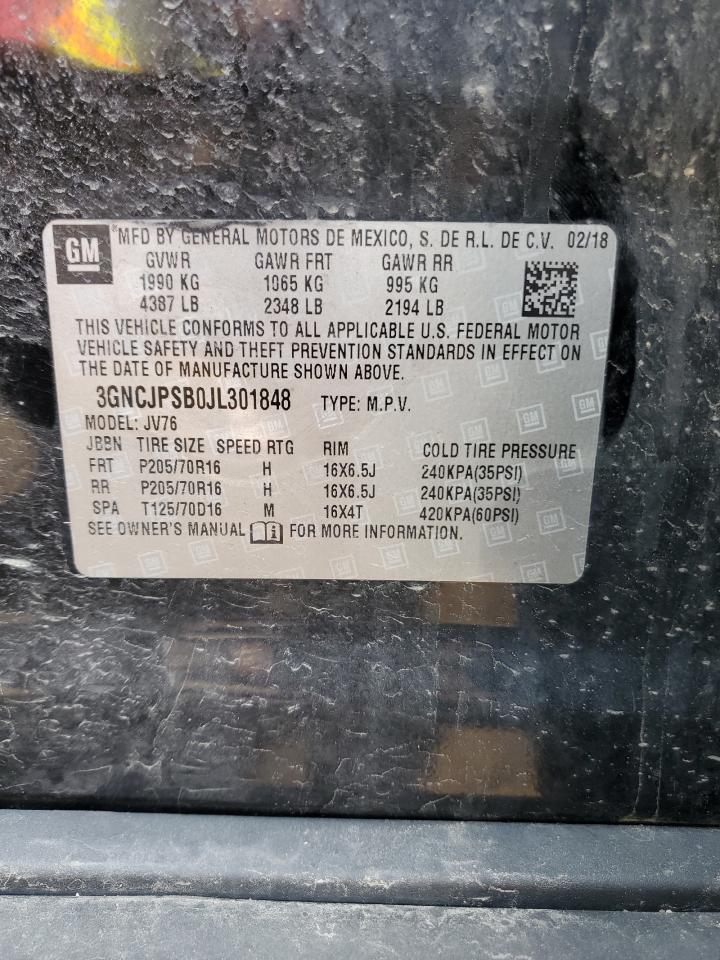 GM
*MFD BY GENERAL MOTORS DE MEXICO, S. DE R.L. DE C.V. 02/18
GVWR GAWR FRT GAWR RR
1990 KG 1065 KG 995 KG
4387 LB 2348 LB 2194 LB
THIS VEHICLE CONFORMS TO ALL APPLICABLE U.S. FEDERAL MOTOR
VEHICLE SAFETY AND THEFT PREVENTION STANDARDS IN EFFECT ON
THE DATE OF MANUFACTURE SHOWN ABOVE.
3GNCJPSB0JL301848 TYPE: M.P.V.
MODEL: JV76
JBBN TIRE SIZE SPEED RTG RIM COLD TIRE PRESSURE
FRT P205/70R16 H 16X6.5J 240KPA(35PSI)
RR P205/70R16 H 16X6.5J 240KPA(35PSI)
SPA T125/70D16 M 16X4T 420KPA(60PSI)
SEE OWNER'S MANUAL FOR MORE INFORMATION.